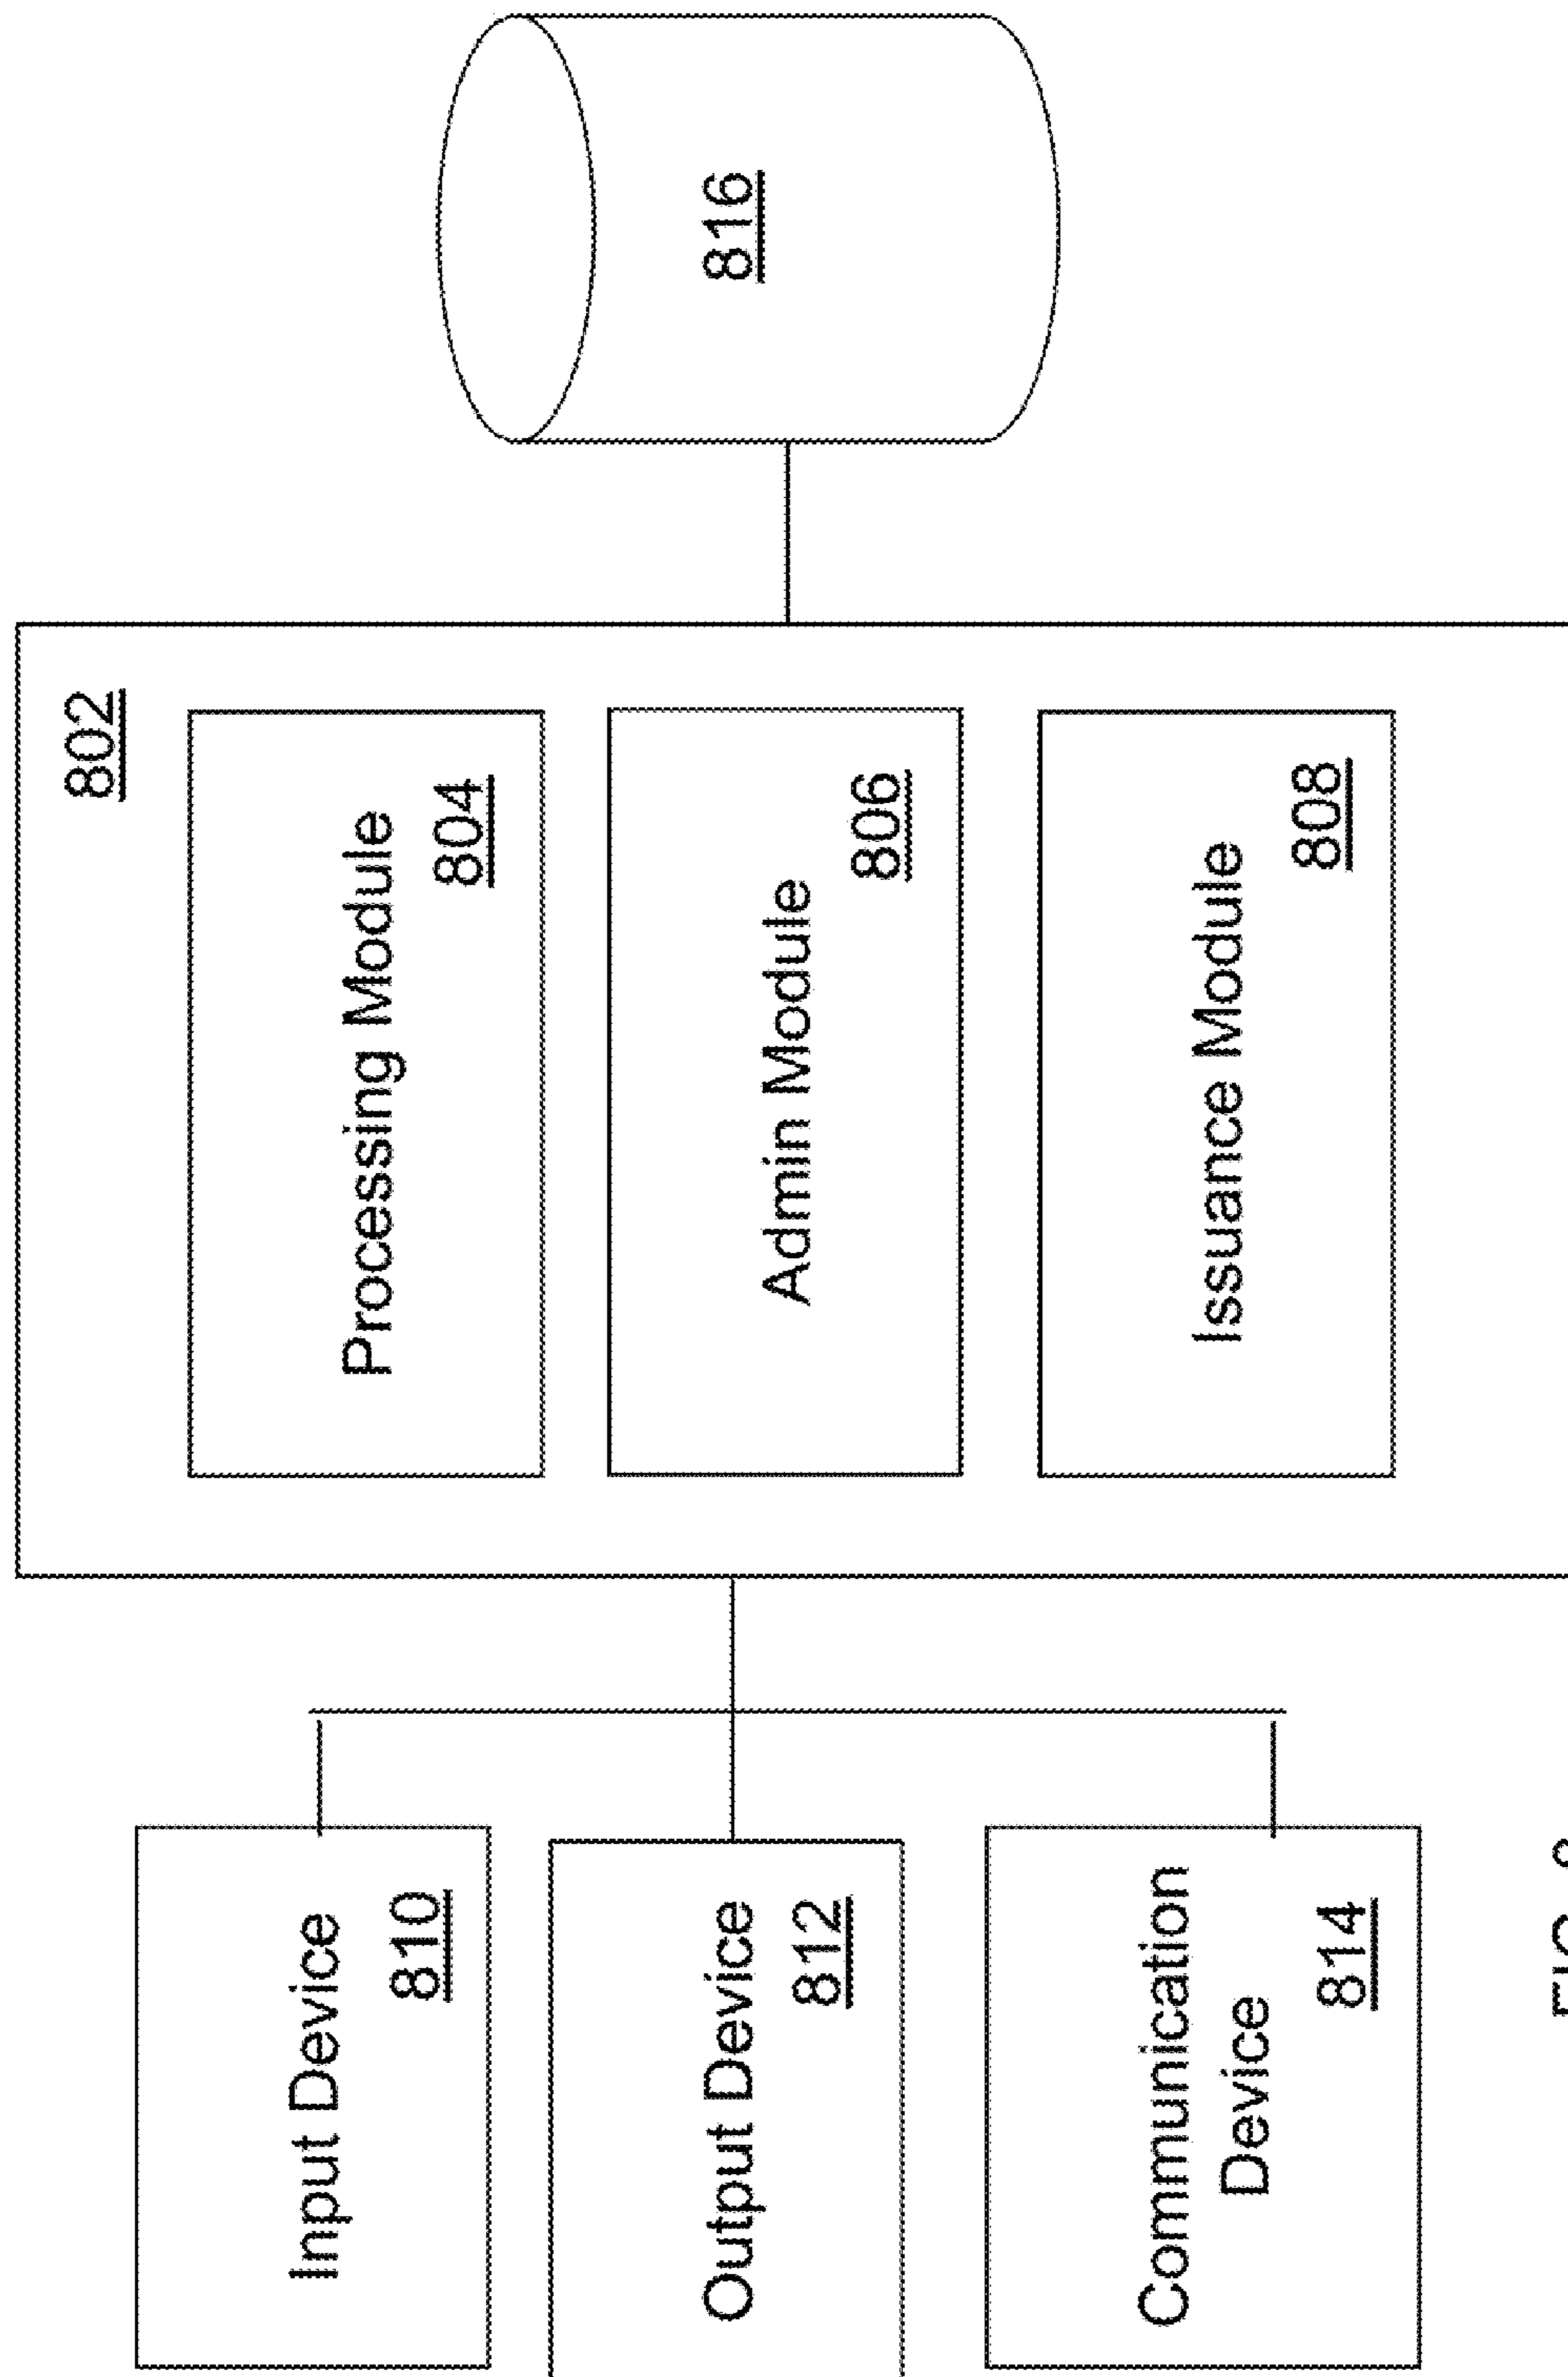 Input Device
810
Output Device
812
Communication
Device
814
802
Processing Module
804
Admin Module
806
Issuance Module
808
816